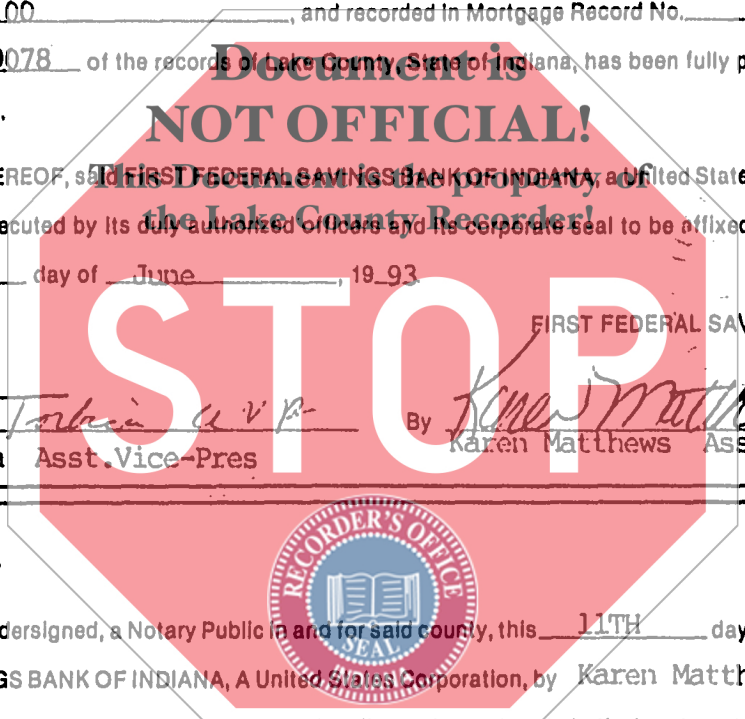 00 , and recorded in Mortgage Record No.
0078 of the records of Lake County, State of Indiana, has been fully p
Document is
NOT OFFICIAL!
EREOF, said FIRST FEDERAL SAVINGS BANK OF INDIANA, a United State
This Document is the property of
ecuted by its duly authorized officers and its corporate seal to be affixed
the Lake County Recorder!
day of June , 19 93
STOP
FIRST FEDERAL SAV
a v p- By Karen Matth
Karen Matthews Ass
Asst.Vice-Pres
RECORDER'S OFFICE
SEAL
dersigned, a Notary Public in and for said county, this 11TH day
GS BANK OF INDIANA, A United States Corporation, by Karen Matth